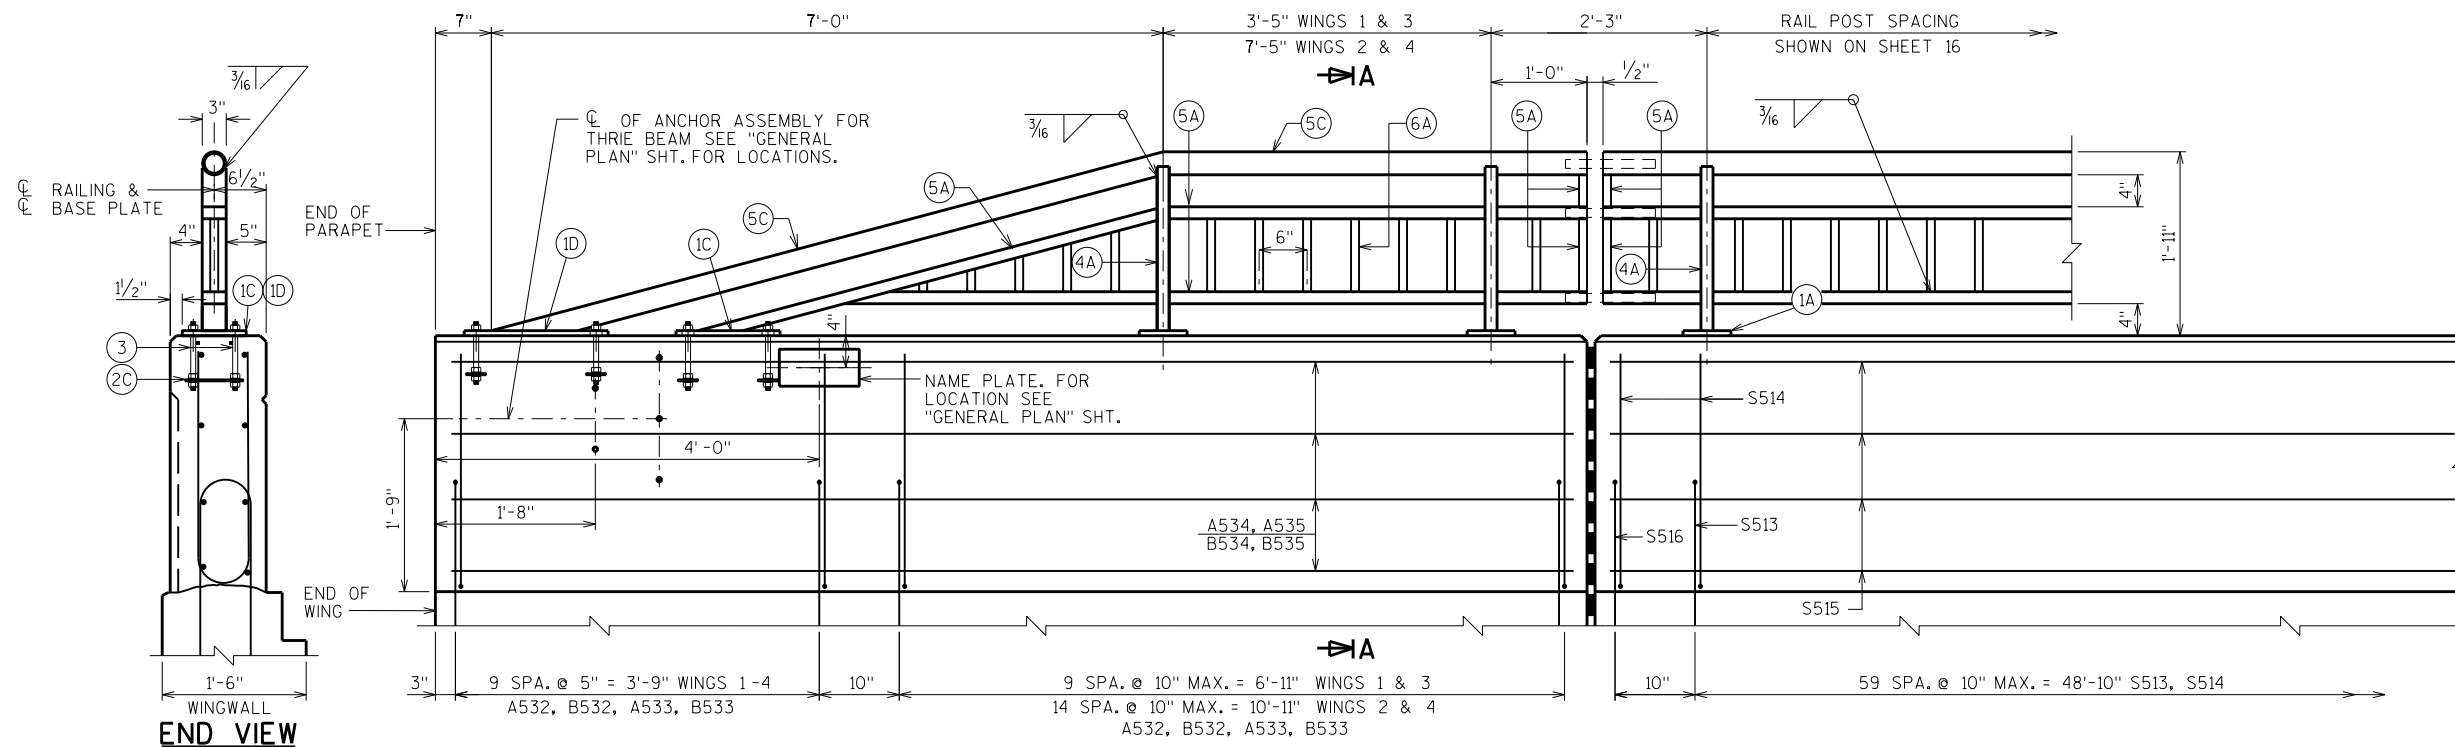 7"
7'-0"
3'-5" WINGS 1 & 3
7'-5" WINGS 2 & 4
2'-3"
RAIL POST SPACING
SHOWN ON SHEET 16
A
1'-0"
1/2"
3/16
3"
℄ OF ANCHOR ASSEMBLY FOR
THRIE BEAM SEE "GENERAL
PLAN" SHT. FOR LOCATIONS.
3/16
5A
5C
6A
5A
5A
3/16
℄ RAILING &
℄ BASE PLATE
6 1/2"
END OF
PARAPET
4"
5"
5C
5A
1D
1C
4A
6"
4A
1A
4"
1'-11"
4"
1 1/2"
1C
1D
3
2C
4"
NAME PLATE. FOR
LOCATION SEE
"GENERAL PLAN" SHT.
S514
4'-0"
1'-9"
1'-8"
A534, A535
B534, B535
S516
S513
S515
END OF
WING
1'-6"
WINGWALL
END VIEW
A
3"
9 SPA. @ 5" = 3'-9" WINGS 1-4
A532, B532, A533, B533
10"
9 SPA. @ 10" MAX. = 6'-11" WINGS 1 & 3
14 SPA. @ 10" MAX. = 10'-11" WINGS 2 & 4
A532, B532, A533, B533
10"
59 SPA. @ 10" MAX. = 48'-10" S513, S514